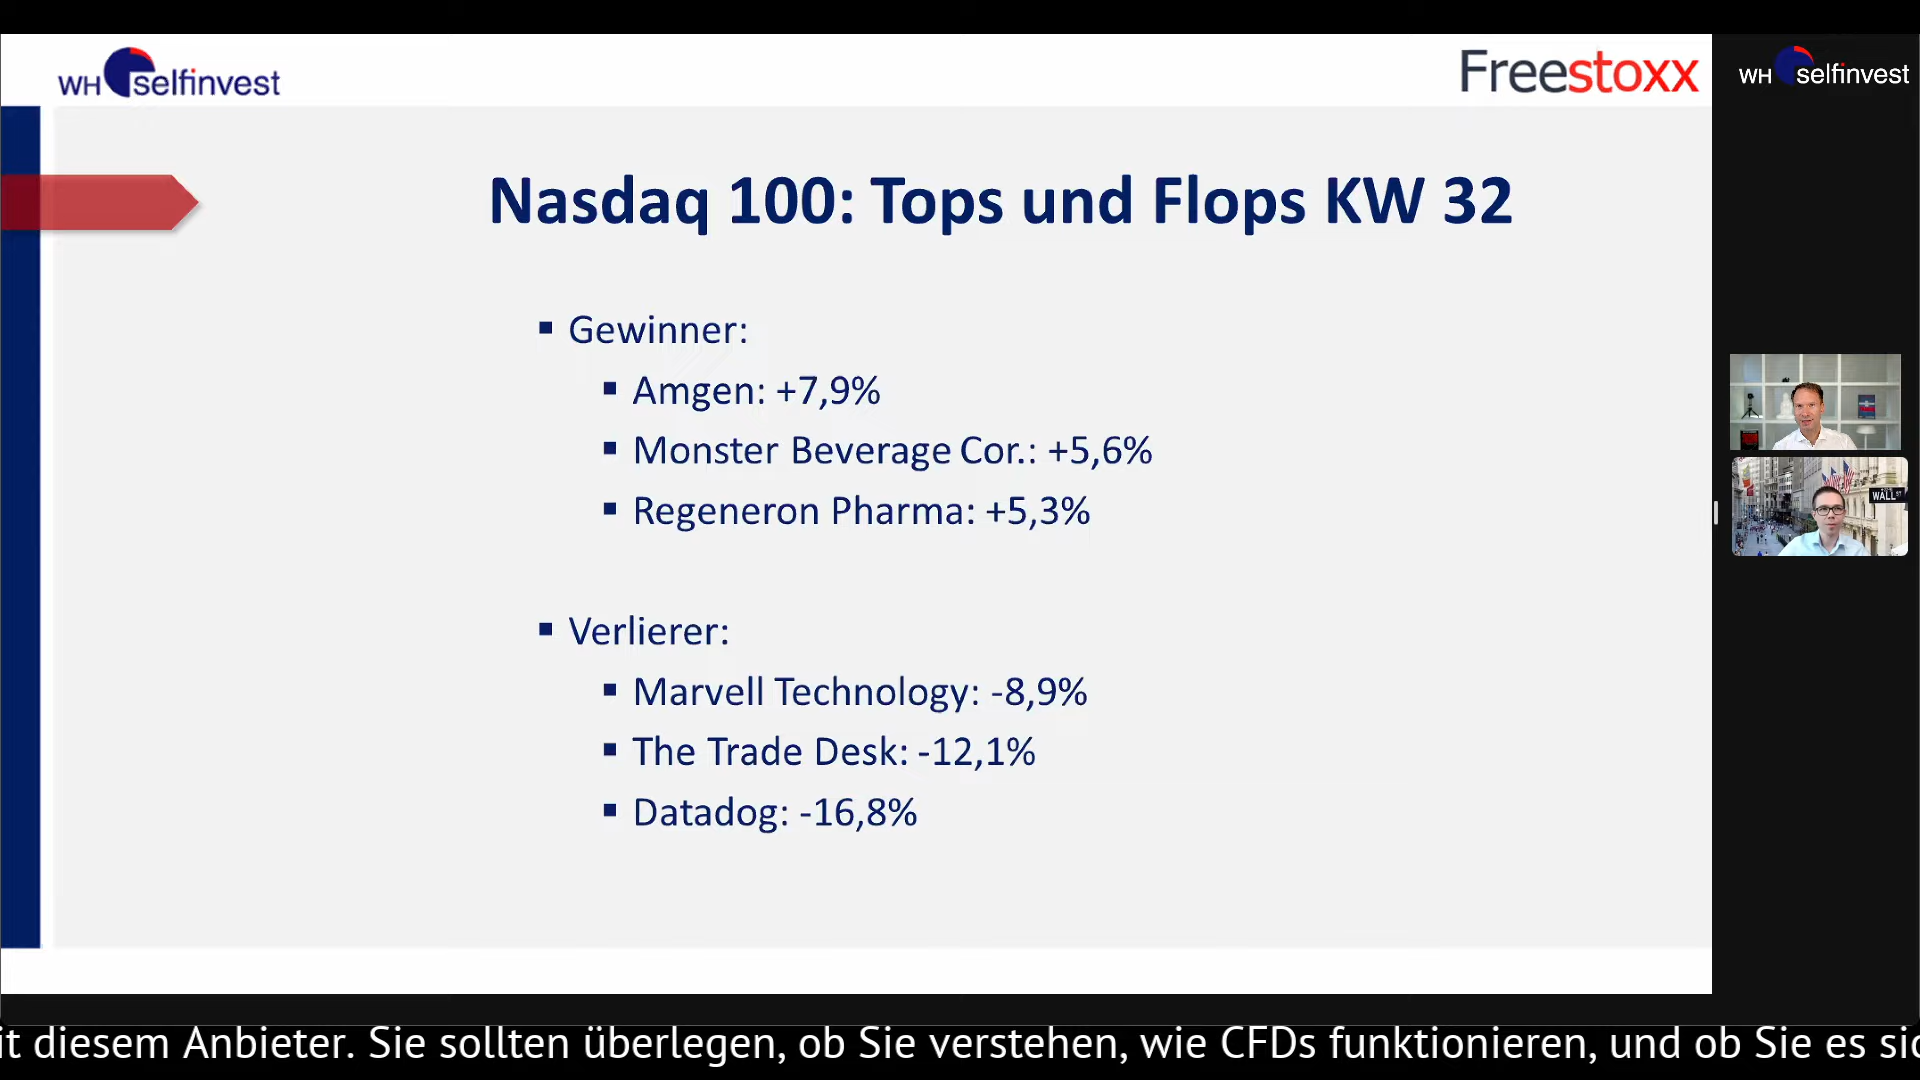 WH selfinvest
Freestoxx
WH selfinvest
Nasdaq 100: Tops und Flops KW 32
Gewinner:
Amgen: +7,9%
Monster Beverage Cor.: +5,6%
Regeneron Pharma: +5,3%
WALL ST
Verlierer:
Marvell Technology: -8,9%
The Trade Desk: -12,1%
Datadog: -16,8%
it diesem Anbieter. Sie sollten überlegen, ob Sie verstehen, wie CFDs funktionieren, und ob Sie es sic